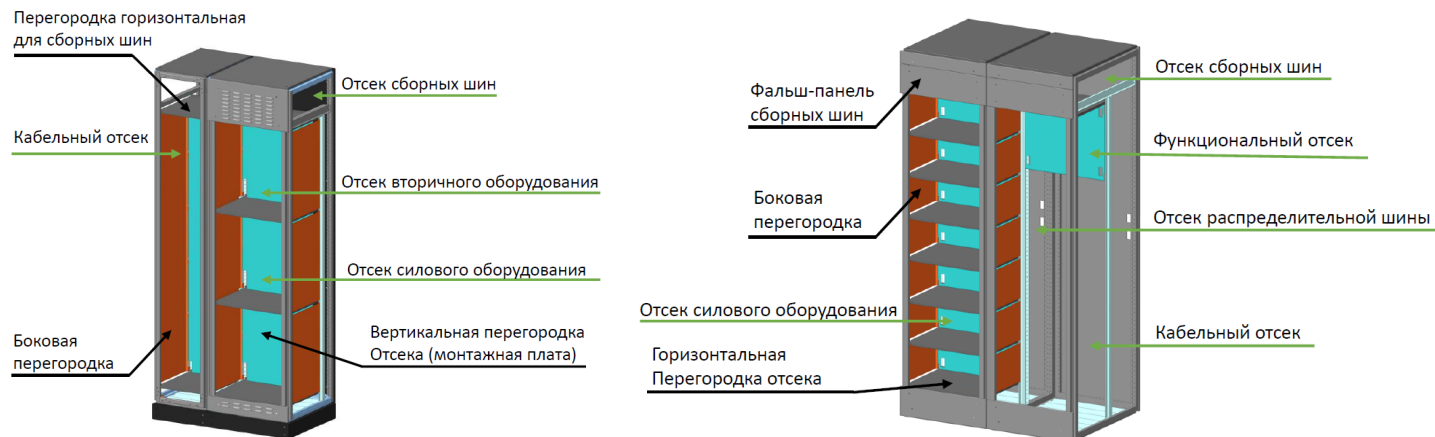 Перегородка горизонтальная
для сборных шин
Отсек сборных шин
Кабельный отсек
Отсек вторичного оборудования
Отсек силового оборудования
Боковая
перегородка
Вертикальная перегородка
Отсека (монтажная плата)
Отсек сборных шин
Фальш-панель
сборных шин
Функциональный отсек
Боковая
перегородка
Отсек распределительной шины
Отсек силового оборудования
Кабельный отсек
Горизонтальная
Перегородка отсека